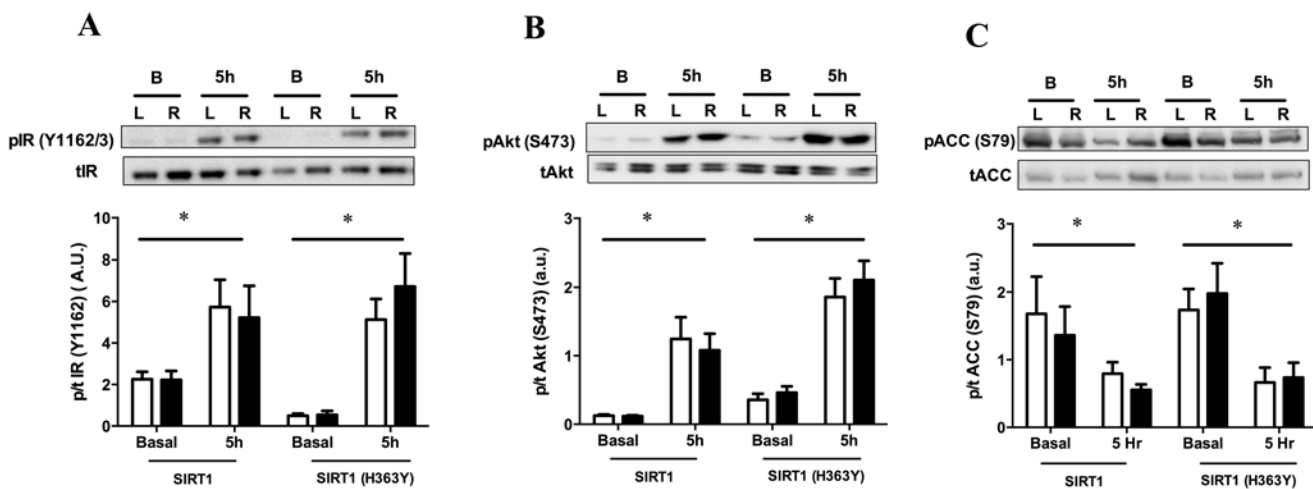 A
B 5h B 5h
L R L R L R L R
pIR (Y1162/3)
tIR
p/t IR (Y1162) ( A.U.)
10
8
6
4
2
0
*
*
Basal 5h Basal 5h
SIRT1 SIRT1 (H363Y)
B
B 5h B 5h
L R L R L R L R
pAkt (S473)
tAkt
p/t Akt (S473) (a.u.)
3
2
1
0
*
*
Basal 5h Basal 5h
SIRT1 SIRT1 (H363Y)
C
B 5h B 5h
L R L R L R L R
pACC (S79)
tACC
p/t ACC (S79) (a.u.)
3
2
1
0
*
*
Basal 5 Hr Basal 5 Hr
SIRT1 SIRT1 (H363Y)